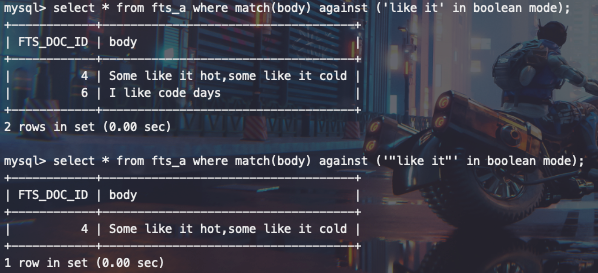 mysql> select * from fts_a where match(body) against ('like it' in boolean mode);
+------------+--------------------------------+
| FTS_DOC_ID | body                           |
+------------+--------------------------------+
|          4 | Some like it hot,some like it cold |
|          6 | I like code days               |
+------------+--------------------------------+
2 rows in set (0.00 sec)
mysql> select * from fts_a where match(body) against ('"like it"' in boolean mode);
+------------+--------------------------------+
| FTS_DOC_ID | body                           |
+------------+--------------------------------+
|          4 | Some like it hot,some like it cold |
+------------+--------------------------------+
1 row in set (0.00 sec)